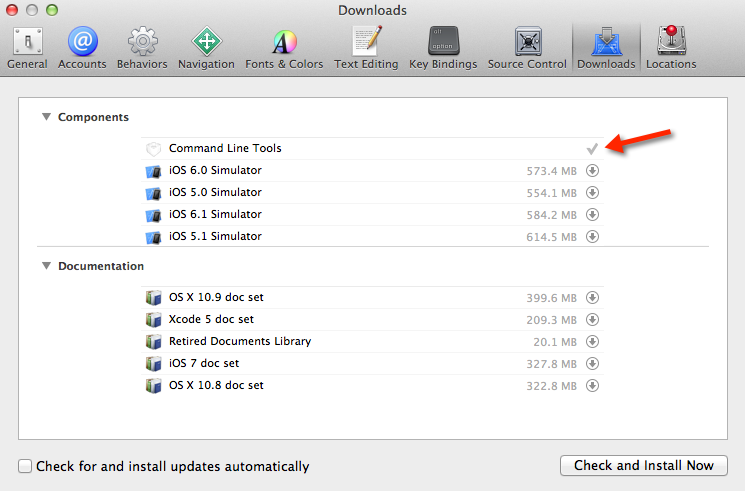 Downloads
General Accounts Behaviors Navigation Fonts & Colors Text Editing Key Bindings Source Control Downloads Locations
Components
Command Line Tools
iOS 6.0 Simulator 573.4 MB
iOS 5.0 Simulator 554.1 MB
iOS 6.1 Simulator 584.2 MB
iOS 5.1 Simulator 614.5 MB
Documentation
OS X 10.9 doc set 399.6 MB
Xcode 5 doc set 209.3 MB
Retired Documents Library 20.1 MB
iOS 7 doc set 327.8 MB
OS X 10.8 doc set 322.8 MB
Check for and install updates automatically Check and Install Now